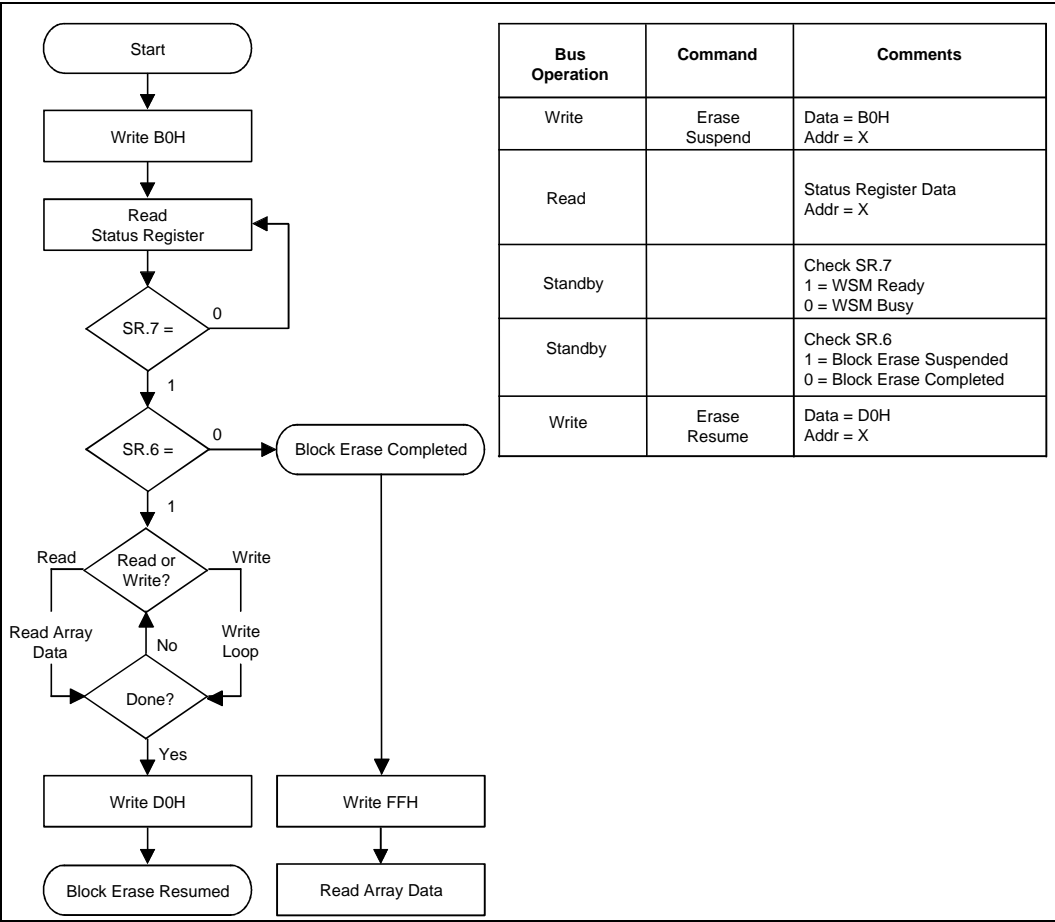 Start
Write B0H
Read
Status Register
SR.7 =
0
1
SR.6 =
0
Block Erase Completed
1
Read
Read or
Write?
Write
Read Array
Data
No
Write
Loop
Done?
Yes
Write D0H
Write FFH
Block Erase Resumed
Read Array Data
Bus
Operation
Command
Comments
Write
Erase
Suspend
Data = B0H
Addr = X
Read
Status Register Data
Addr = X
Standby
Check SR.7
1 = WSM Ready
0 = WSM Busy
Standby
Check SR.6
1 = Block Erase Suspended
0 = Block Erase Completed
Write
Erase
Resume
Data = D0H
Addr = X